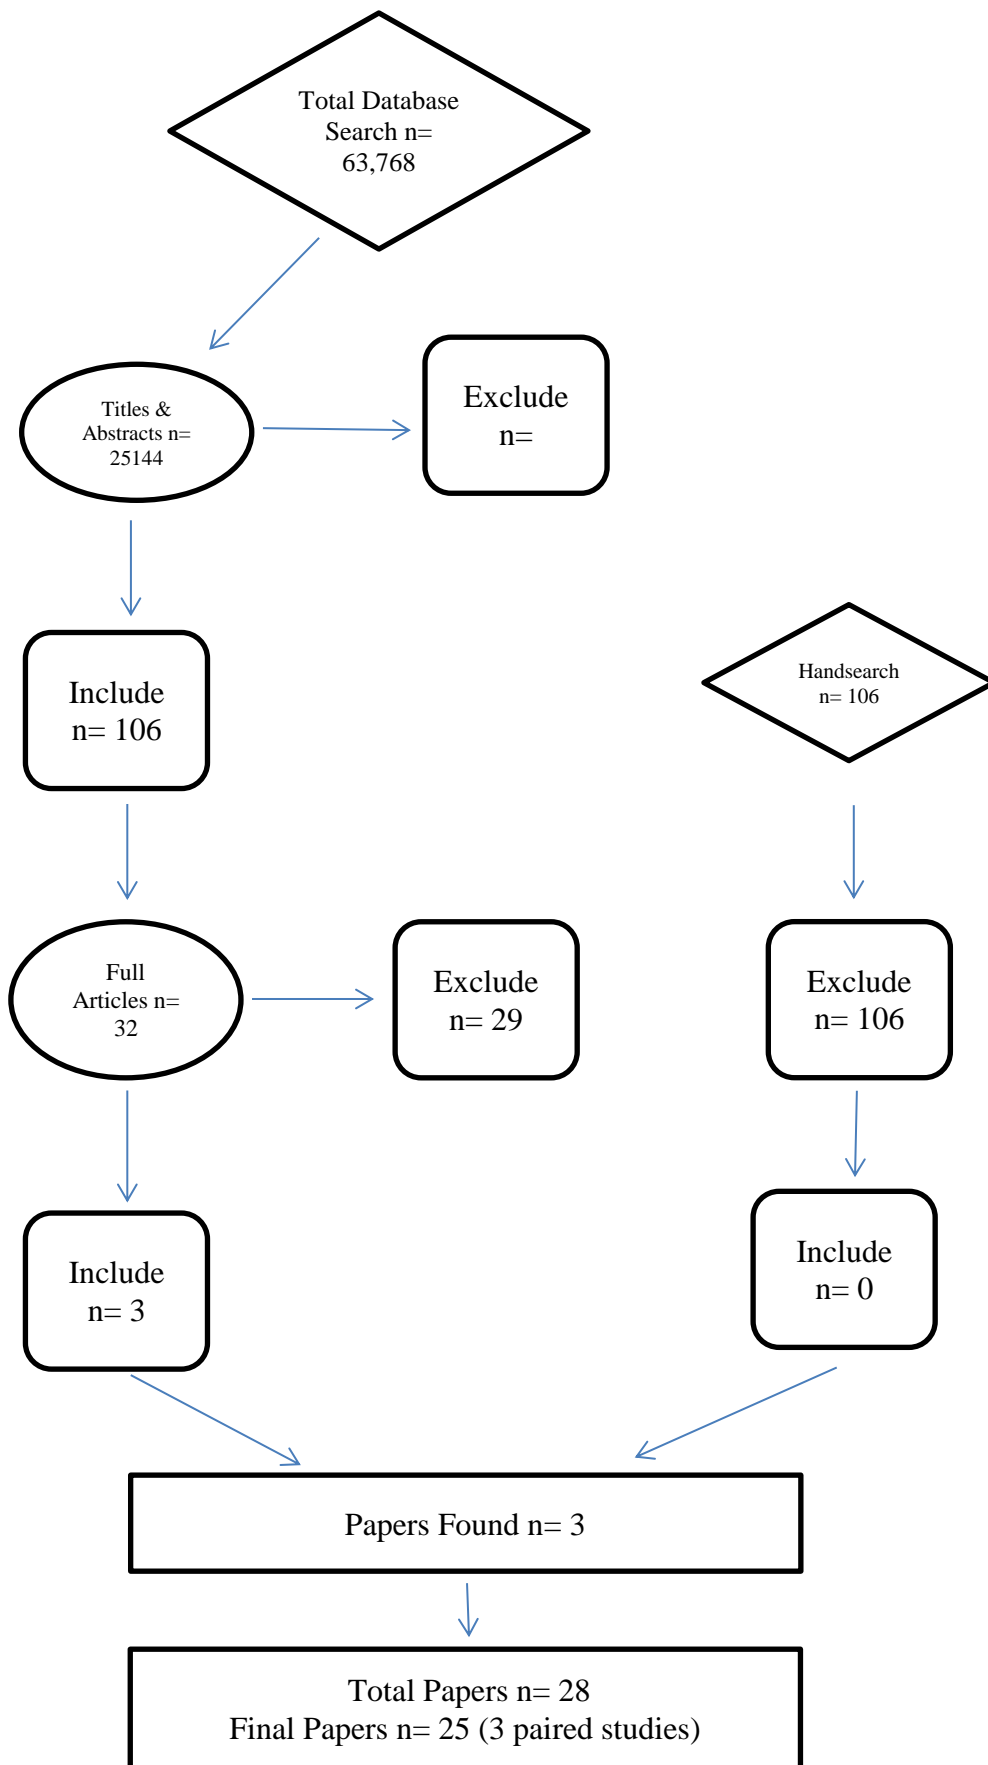 Total Database
Search n=
63,768
Titles &
Abstracts n=
25144
Exclude
n=
Include
n= 106
Handsearch
n= 106
Full
Articles n=
32
Exclude
n= 29
Exclude
n= 106
Include
n= 3
Include
n= 0
Papers Found n= 3
Total Papers n= 28
Final Papers n= 25 (3 paired studies)